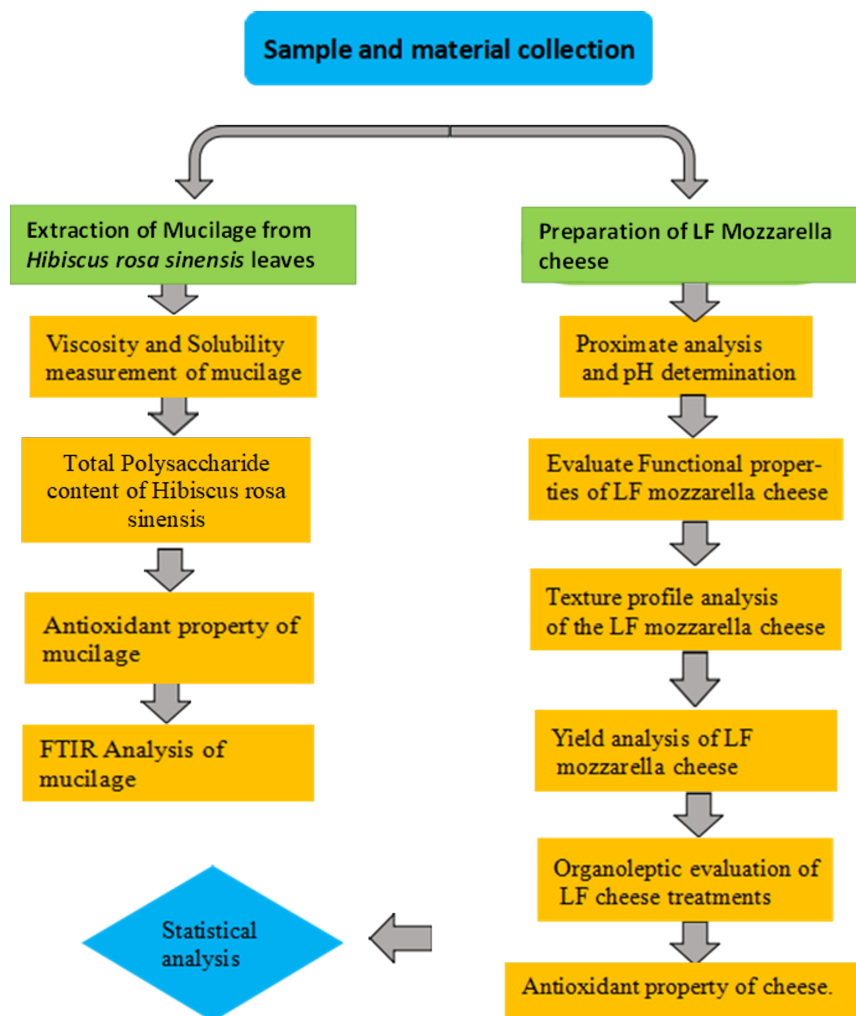 Sample and material collection
Extraction of Mucilage from
Hibiscus rosa sinensis leaves
Viscosity and Solubility
measurement of mucilage
Total Polysaccharide
content of Hibiscus rosa
sinensis
Antioxidant property of
mucilage
FTIR Analysis of
mucilage
Preparation of LF Mozzarella
cheese
Proximate analysis
and pH determination
Evaluate Functional proper-
ties of LF mozzarella cheese
Texture profile analysis
of the LF mozzarella cheese
Yield analysis of LF
mozzarella cheese
Organoleptic evaluation of
LF cheese treatments
Antioxidant property of cheese.
Statistical
analysis